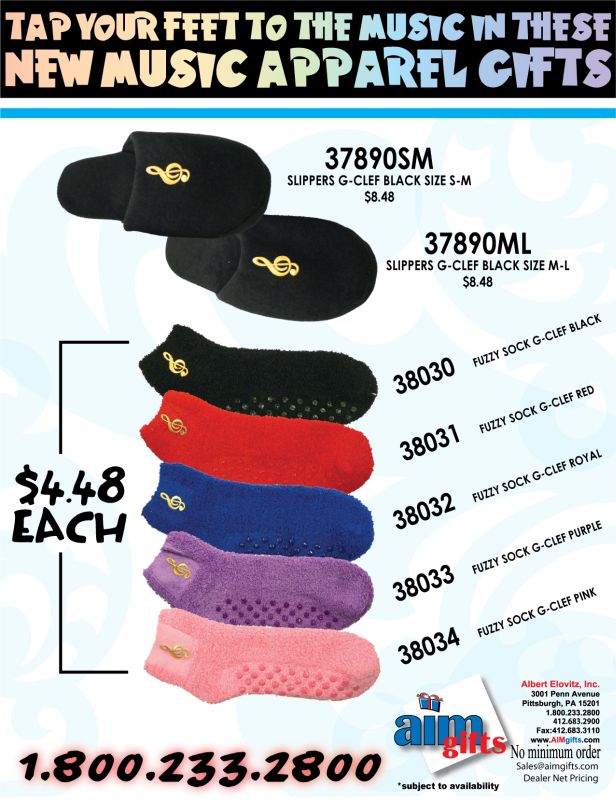 TAP YOUR FEET TO THE MUSIC IN THESE
NEW MUSIC APPAREL GIFTS
37890SM
SLIPPERS G-CLEF BLACK SIZE S-M
$8.48
37890ML
SLIPPERS G-CLEF BLACK SIZE M-L
$8.48
$4.48
EACH
38030 FUZZY SOCK G-CLEF BLACK
38031 FUZZY SOCK G-CLEF RED
38032 FUZZY SOCK G-CLEF ROYAL
38033 FUZZY SOCK G-CLEF PURPLE
38034 FUZZY SOCK G-CLEF PINK
1.800.233.2800
aim
gifts
*subject to availability
Albert Elovitz, Inc.
3001 Penn Avenue
Pittsburgh, PA 15201
1.800.233.2800
412.683.2900
Fax:412.683.3110
www.AIMgifts.com
No minimum order
Sales@aimgifts.com
Dealer Net Pricing